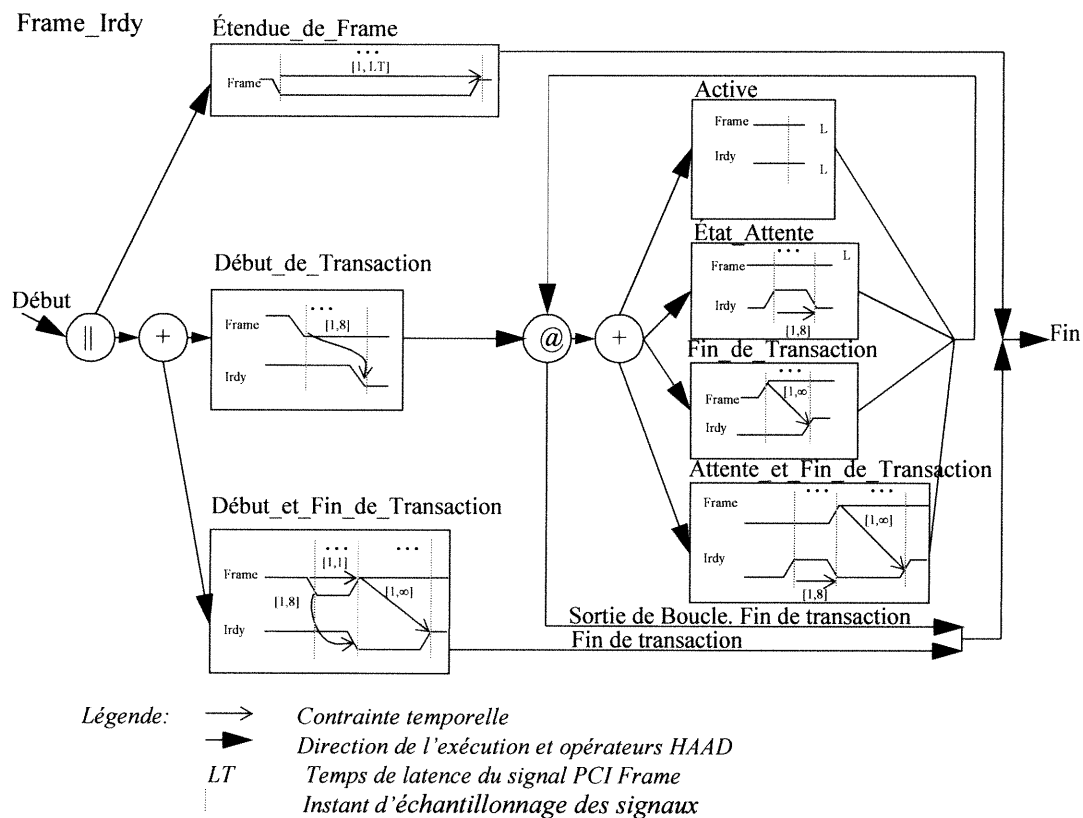 Frame_Irdy
Étendue_de_Frame
• • •
[1, LT]
Frame
Active
Frame
L
Irdy
L
État_Attente
• • •
L
Frame
Irdy
[1,8]
Début_de_Transaction
• • •
Frame
[1,8]
Irdy
Début
||
+
@
+
Fin
Fin_de_Transaction
• • •
Frame
[1,∞
Irdy
Attente_et_Fin_de_Transaction
• • •
• • •
Frame
[1,∞]
Irdy
[1,8]
Début_et_Fin_de_Transaction
• • •
• • •
[1,1]
Frame
[1,8]
[1,∞]
Irdy
Sortie de Boucle. Fin de transaction
Fin de transaction
Légende:
Contrainte temporelle
Direction de l'exécution et opérateurs HAAD
LT Temps de latence du signal PCI Frame
Instant d'échantillonnage des signaux